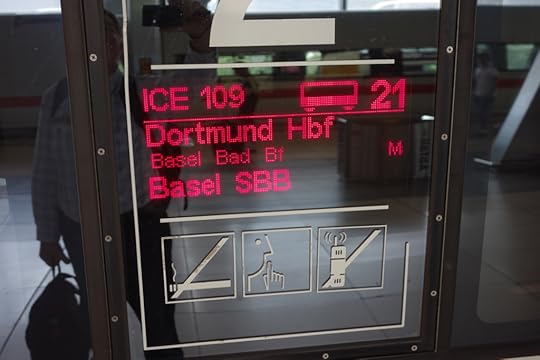 2
ICE 109 21
Dortmund Hbf
Basel Bad Bf M
Basel SBB